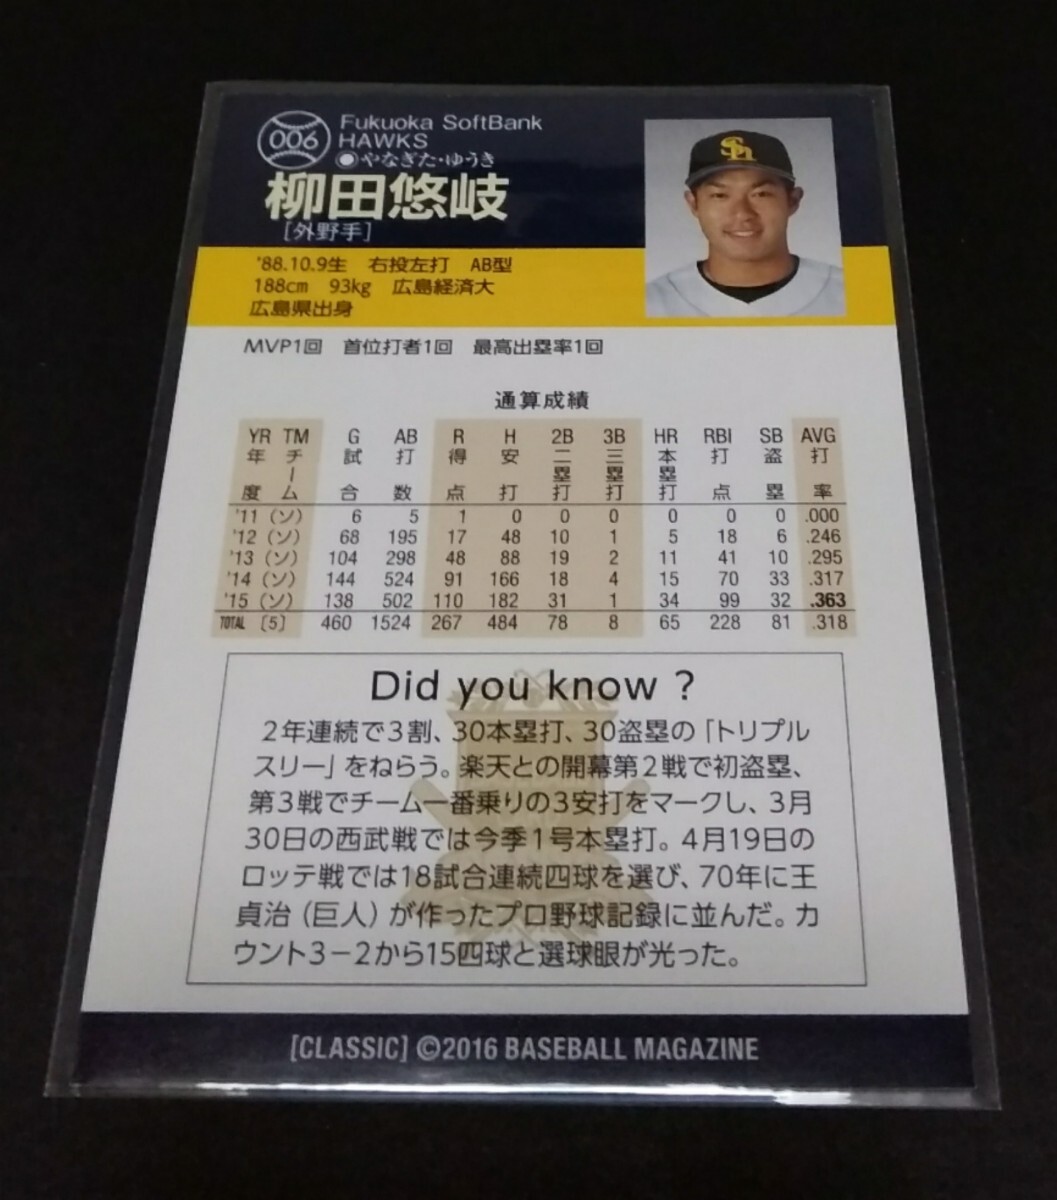 006
Fukuoka SoftBank
HAWKS
●やなぎた・ゆうき
柳田悠岐
[外野手]
'88.10.9生 右投左打 AB型
188cm 93kg 広島経済大
広島県出身
MVP1回 首位打者1回 最高出塁率1回
通算成績
YR TM G AB R H 2B 3B HR RBI SB AVG
年度 チーム 試合 打数 得点 安打 二塁打 三塁打 本塁打 打点 盗塁 打率
'11 (ソ) 6 5 1 0 0 0 0 0 0 .000
'12 (ソ) 68 195 17 48 10 1 5 18 6 .246
'13 (ソ) 104 298 48 88 19 2 11 41 10 .295
'14 (ソ) 144 524 91 166 18 4 15 70 33 .317
'15 (ソ) 138 502 110 182 31 1 34 99 32 .363
TOTAL [5] 460 1524 267 484 78 8 65 228 81 .318
Did you know ?
2年連続で3割、30本塁打、30盗塁の「トリプル
スリー」をねらう。楽天との開幕第2戦で初盗塁、
第3戦でチーム一番乗りの3安打をマークし、3月
30日の西武戦では今季1号本塁打。4月19日の
ロッテ戦では18試合連続四球を選び、70年に王
貞治（巨人）が作ったプロ野球記録に並んだ。カ
ウント3－2から15四球と選球眼が光った。
[CLASSIC] ©2016 BASEBALL MAGAZINE